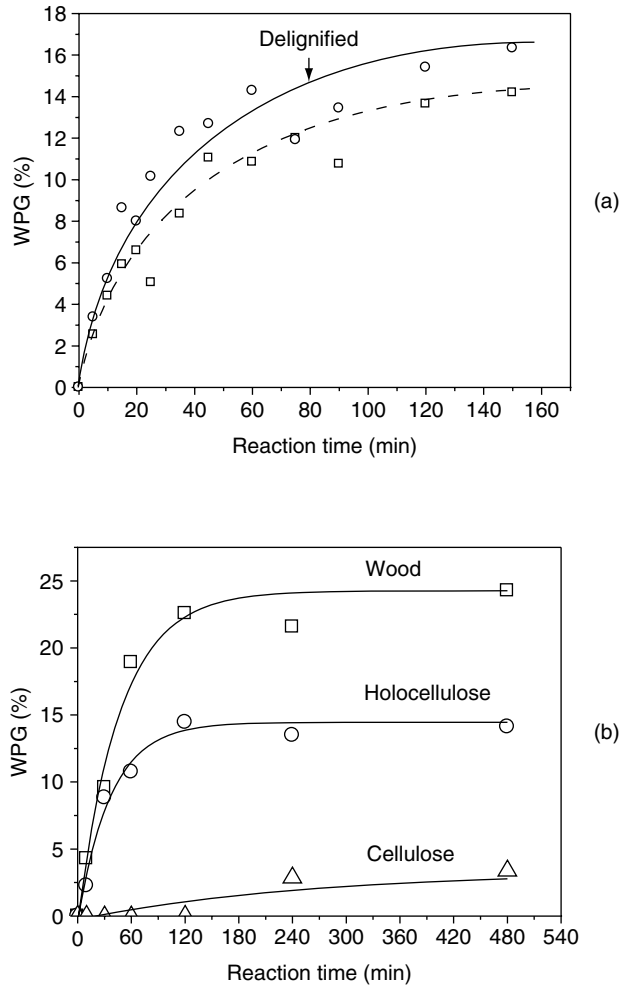 18
16
14
12
10
8
6
4
2
0
WPG (%)
Delignified
0 20 40 60 80 100 120 140 160
Reaction time (min)
(a)
25
20
15
10
5
0
WPG (%)
Wood
Holocellulose
Cellulose
0 60 120 180 240 300 360 420 480 540
Reaction time (min)
(b)